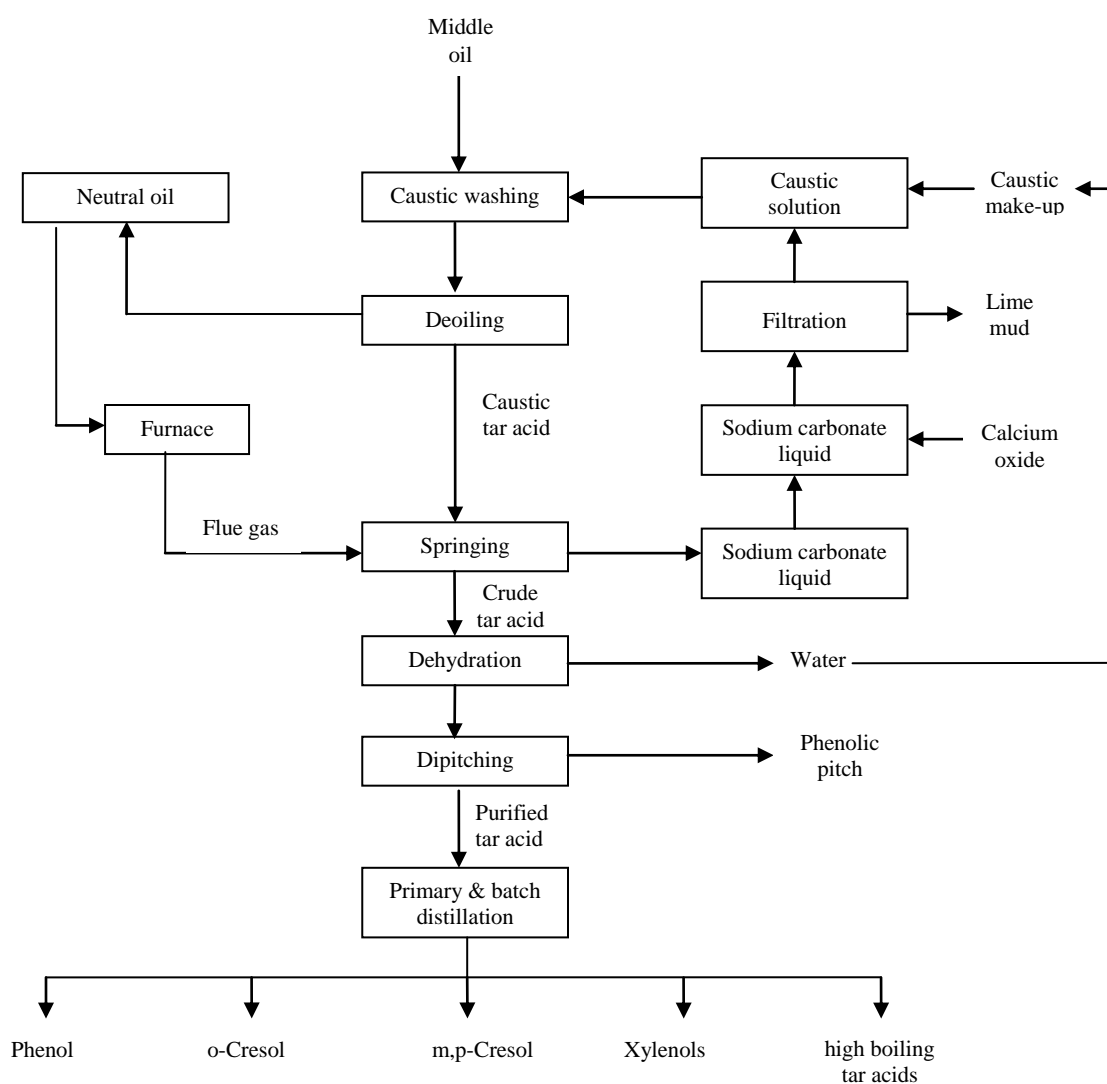 Middle
oil
Neutral oil
Caustic washing
Caustic
solution
Caustic
make-up
Deoiling
Filtration
Lime
mud
Caustic
tar acid
Furnace
Sodium carbonate
liquid
Calcium
oxide
Flue gas
Springing
Sodium carbonate
liquid
Crude
tar acid
Dehydration
Water
Dipitching
Phenolic
pitch
Purified
tar acid
Primary & batch
distillation
Phenol
o-Cresol
m,p-Cresol
Xylenols
high boiling
tar acids